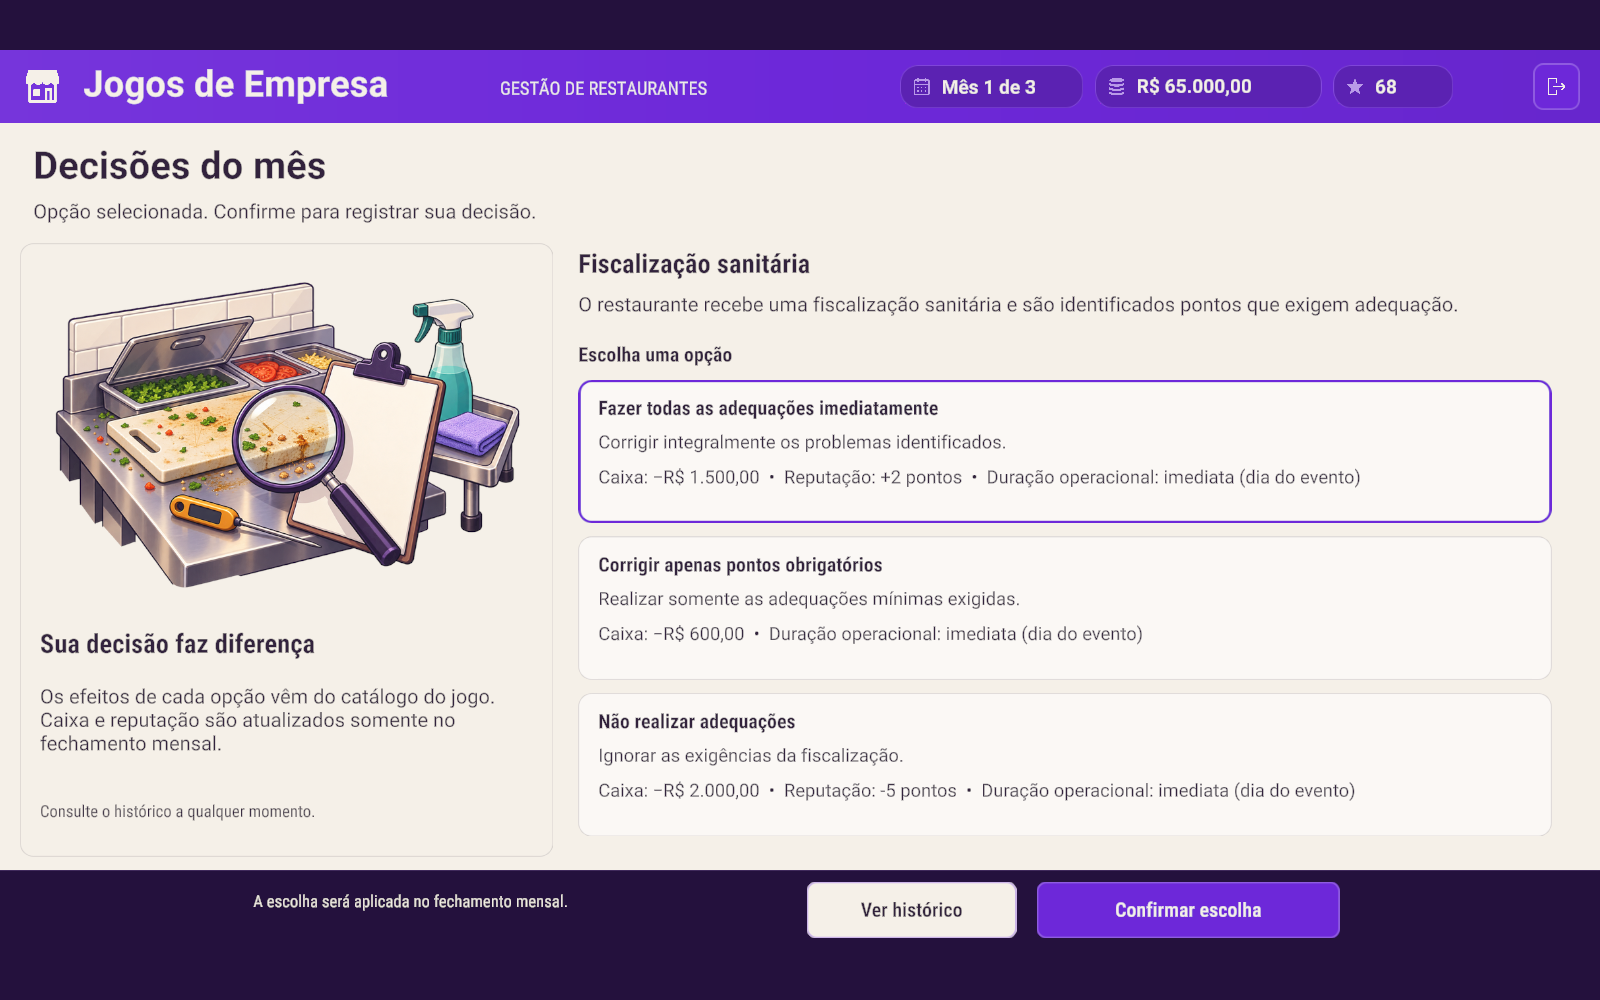 Jogos de Empresa
GESTÃO DE RESTAURANTES
Mês 1 de 3
R$ 65.000,00
68
Decisões do mês
Opção selecionada. Confirme para registrar sua decisão.
Sua decisão faz diferença
Os efeitos de cada opção vêm do catálogo do jogo.
Caixa e reputação são atualizados somente no
fechamento mensal.
Consulte o histórico a qualquer momento.
Fiscalização sanitária
O restaurante recebe uma fiscalização sanitária e são identificados pontos que exigem adequação.
Escolha uma opção
Fazer todas as adequações imediatamente
Corrigir integralmente os problemas identificados.
Caixa: −R$ 1.500,00 • Reputação: +2 pontos • Duração operacional: imediata (dia do evento)
Corrigir apenas pontos obrigatórios
Realizar somente as adequações mínimas exigidas.
Caixa: −R$ 600,00 • Duração operacional: imediata (dia do evento)
Não realizar adequações
Ignorar as exigências da fiscalização.
Caixa: −R$ 2.000,00 • Reputação: -5 pontos • Duração operacional: imediata (dia do evento)
A escolha será aplicada no fechamento mensal.
Ver histórico
Confirmar escolha